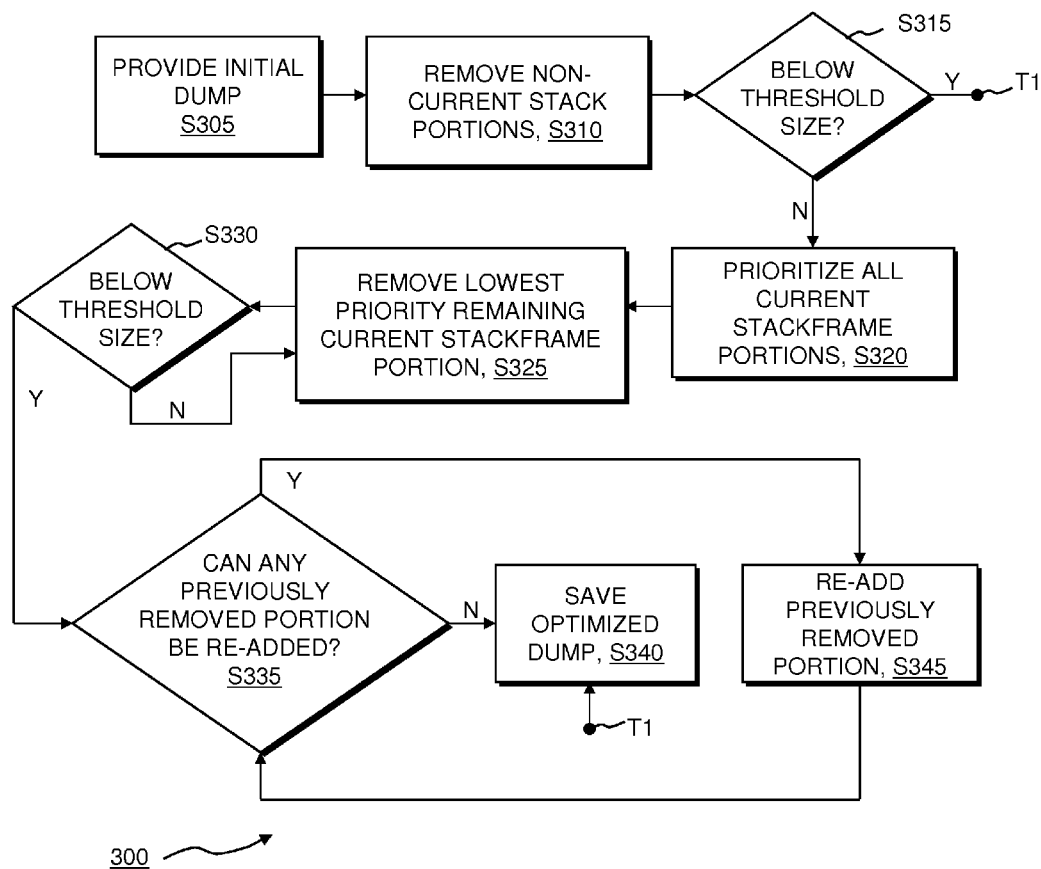 PROVIDE INITIAL
DUMP
S305
REMOVE NON-
CURRENT STACK
PORTIONS, S310
S315
BELOW
THRESHOLD
SIZE?
Y
T1
N
S330
BELOW
THRESHOLD
SIZE?
Y
N
REMOVE LOWEST
PRIORITY REMAINING
CURRENT STACKFRAME
PORTION, S325
PRIORITIZE ALL
CURRENT
STACKFRAME
PORTIONS, S320
Y
CAN ANY
PREVIOUSLY
REMOVED PORTION
BE RE-ADDED?
S335
N
SAVE
OPTIMIZED
DUMP, S340
T1
RE-ADD
PREVIOUSLY
REMOVED
PORTION, S345
300